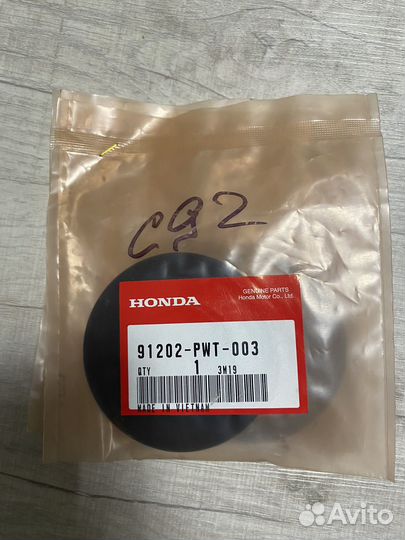 cg2
HONDA
GENUINE PARTS
Honda Motor Co., Ltd.
91202-PWT-003
QTY 1 3M19
MADE IN VIETNAM
Avito